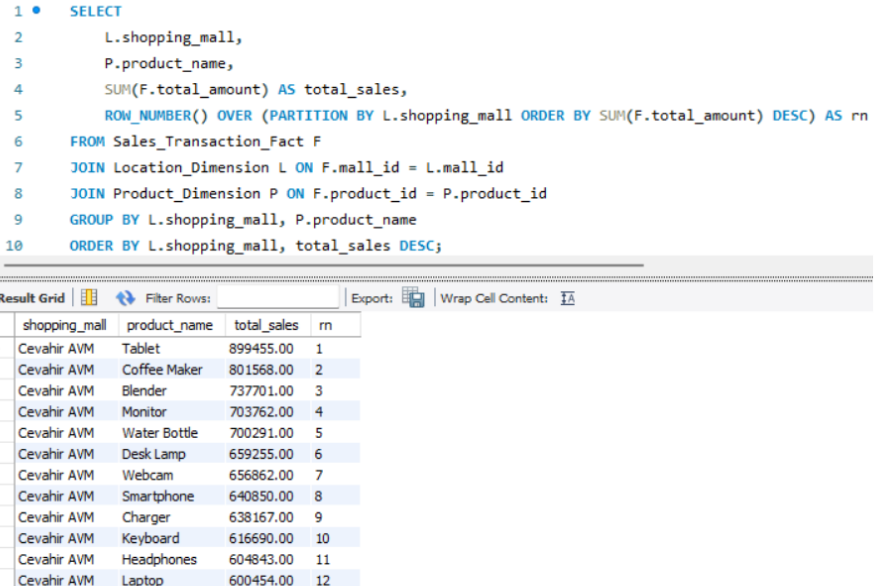 1 SELECT
2 L.shopping_mall,
3 P.product_name,
4 SUM(F.total_amount) AS total_sales,
5 ROW_NUMBER() OVER (PARTITION BY L.shopping_mall ORDER BY SUM(F.total_amount) DESC) AS rn
6 FROM Sales_Transaction_Fact F
7 JOIN Location_Dimension L ON F.mall_id = L.mall_id
8 JOIN Product_Dimension P ON F.product_id = P.product_id
9 GROUP BY L.shopping_mall, P.product_name
10 ORDER BY L.shopping_mall, total_sales DESC;
Result Grid Filter Rows: Export: Wrap Cell Content: IA
shopping_mall product_name total_sales rn
Cevahir AVM Tablet 899455.00 1
Cevahir AVM Coffee Maker 801568.00 2
Cevahir AVM Blender 737701.00 3
Cevahir AVM Monitor 703762.00 4
Cevahir AVM Water Bottle 700291.00 5
Cevahir AVM Desk Lamp 659255.00 6
Cevahir AVM Webcam 656862.00 7
Cevahir AVM Smartphone 640850.00 8
Cevahir AVM Charger 638167.00 9
Cevahir AVM Keyboard 616690.00 10
Cevahir AVM Headphones 604843.00 11
Cevahir AVM Laptop 600454.00 12